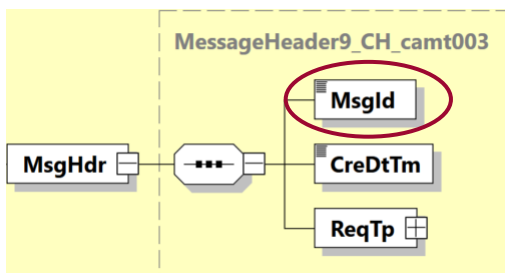 MessageHeader9_CH_camt003
MsgId
MsgHdr
CreDtTm
ReqTp